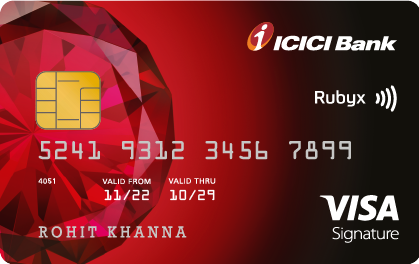 ICICI Bank
Rubyx
5241 9312 3456 7899
4051 VALID FROM VALID THRU
11/22 10/29
VISA
Signature
ROHIT KHANNA